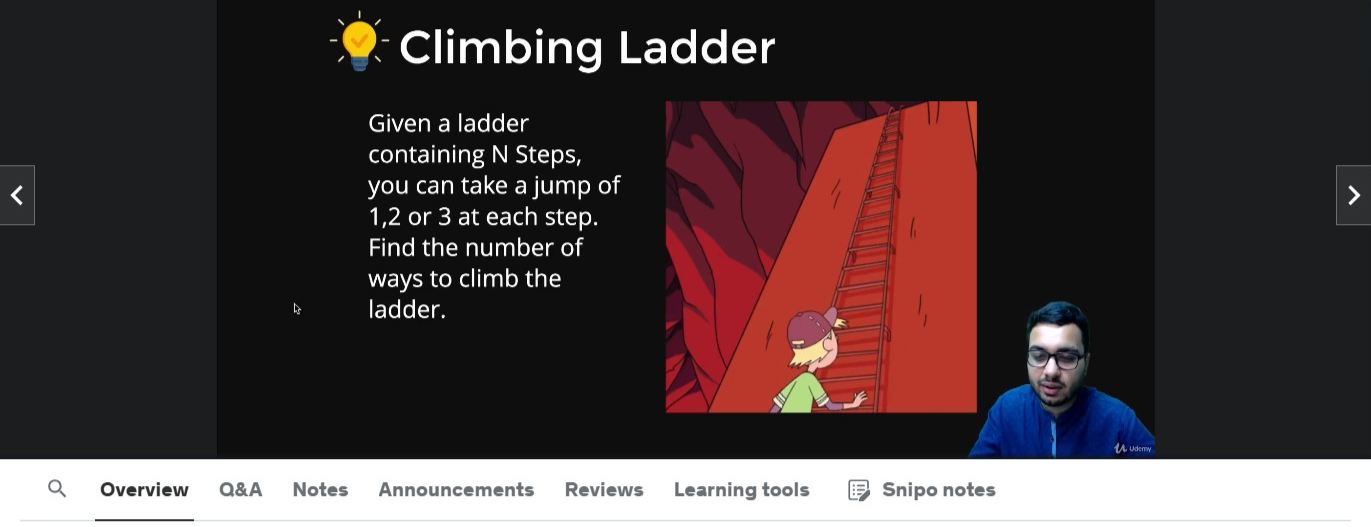 Climbing Ladder
Given a ladder
containing N Steps,
you can take a jump of
1,2 or 3 at each step.
Find the number of
ways to climb the
ladder.
Udemy
Overview Q&A Notes Announcements Reviews Learning tools Snipo notes